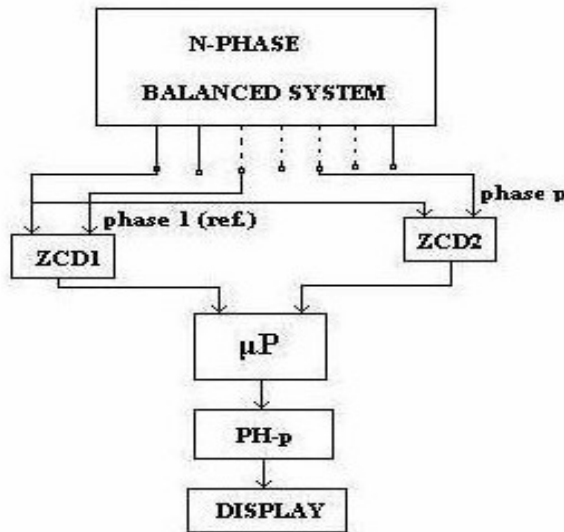 N-PHASE
BALANCED SYSTEM
phase p
phase 1 (ref.)
ZCD1
ZCD2
μP
PH-p
DISPLAY